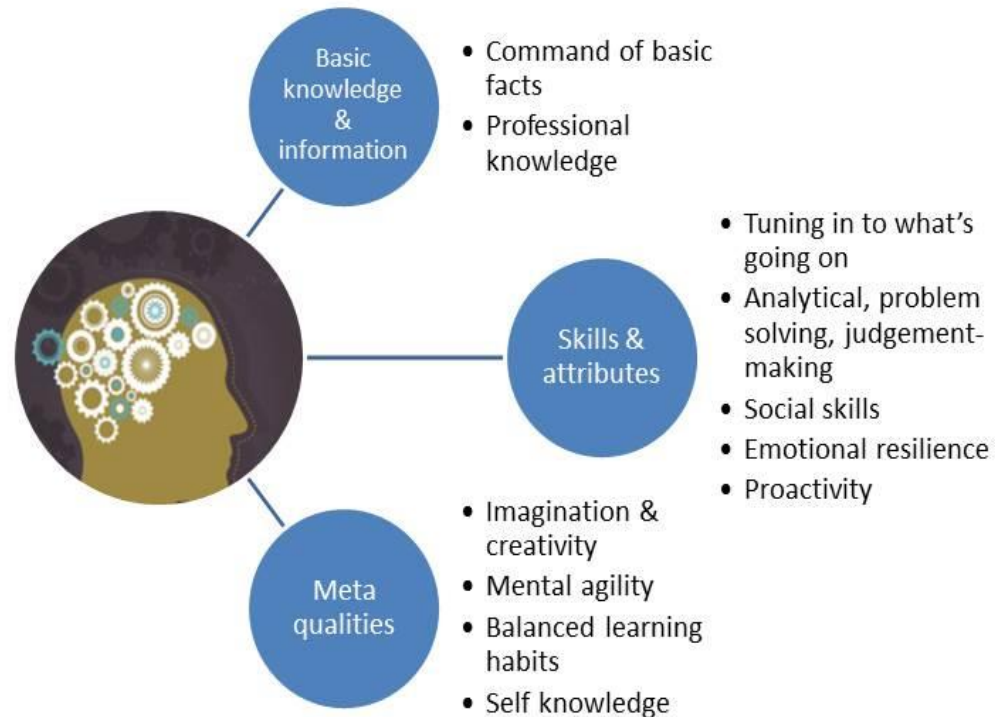 Basic
knowledge
&
information
• Command of basic
facts
• Professional
knowledge
Skills &
attributes
• Tuning in to what's
going on
• Analytical, problem
solving, judgement-
making
• Social skills
• Emotional resilience
• Proactivity
Meta
qualities
• Imagination &
creativity
• Mental agility
• Balanced learning
habits
• Self knowledge